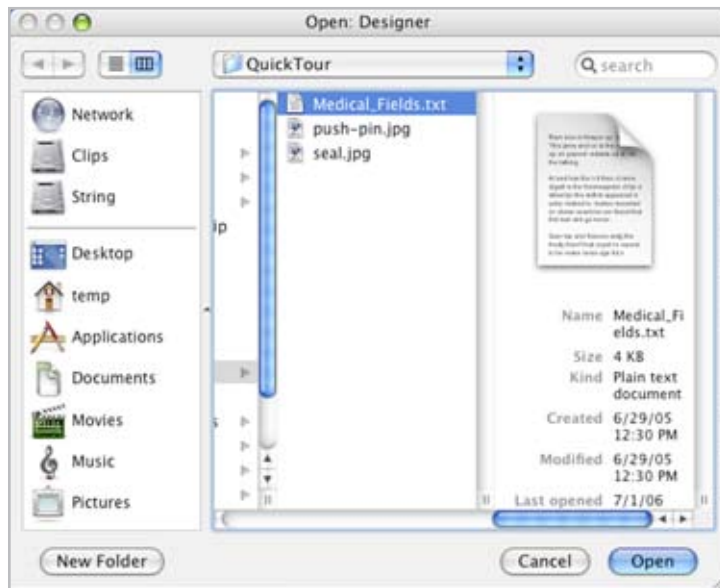 Open: Designer
QuickTour
search
Network
Clips
String
Desktop
temp
Applications
Documents
Movies
Music
Pictures
ip
s
Medical_Fields.txt
push-pin.jpg
seal.jpg
Name Medical_Fi
elds.txt
Size 4 KB
Kind Plain text
document
Created 6/29/05
12:30 PM
Modified 6/29/05
12:30 PM
Last opened 7/1/06
New Folder
Cancel
Open